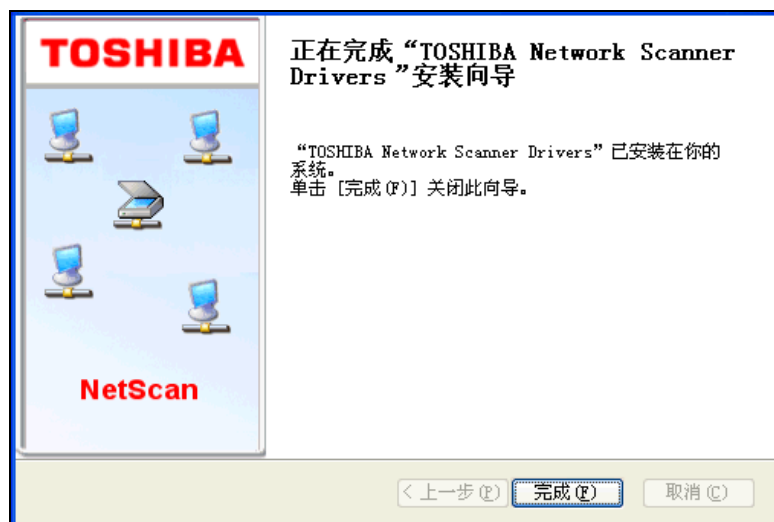 TOSHIBA
NetScan
正在完成“TOSHIBA Network Scanner
Drivers”安装向导
“TOSHIBA Network Scanner Drivers”已安装在你的
系统。
单击 [完成(F)] 关闭此向导。
< 上一步(P)
完成(F)
取消(C)